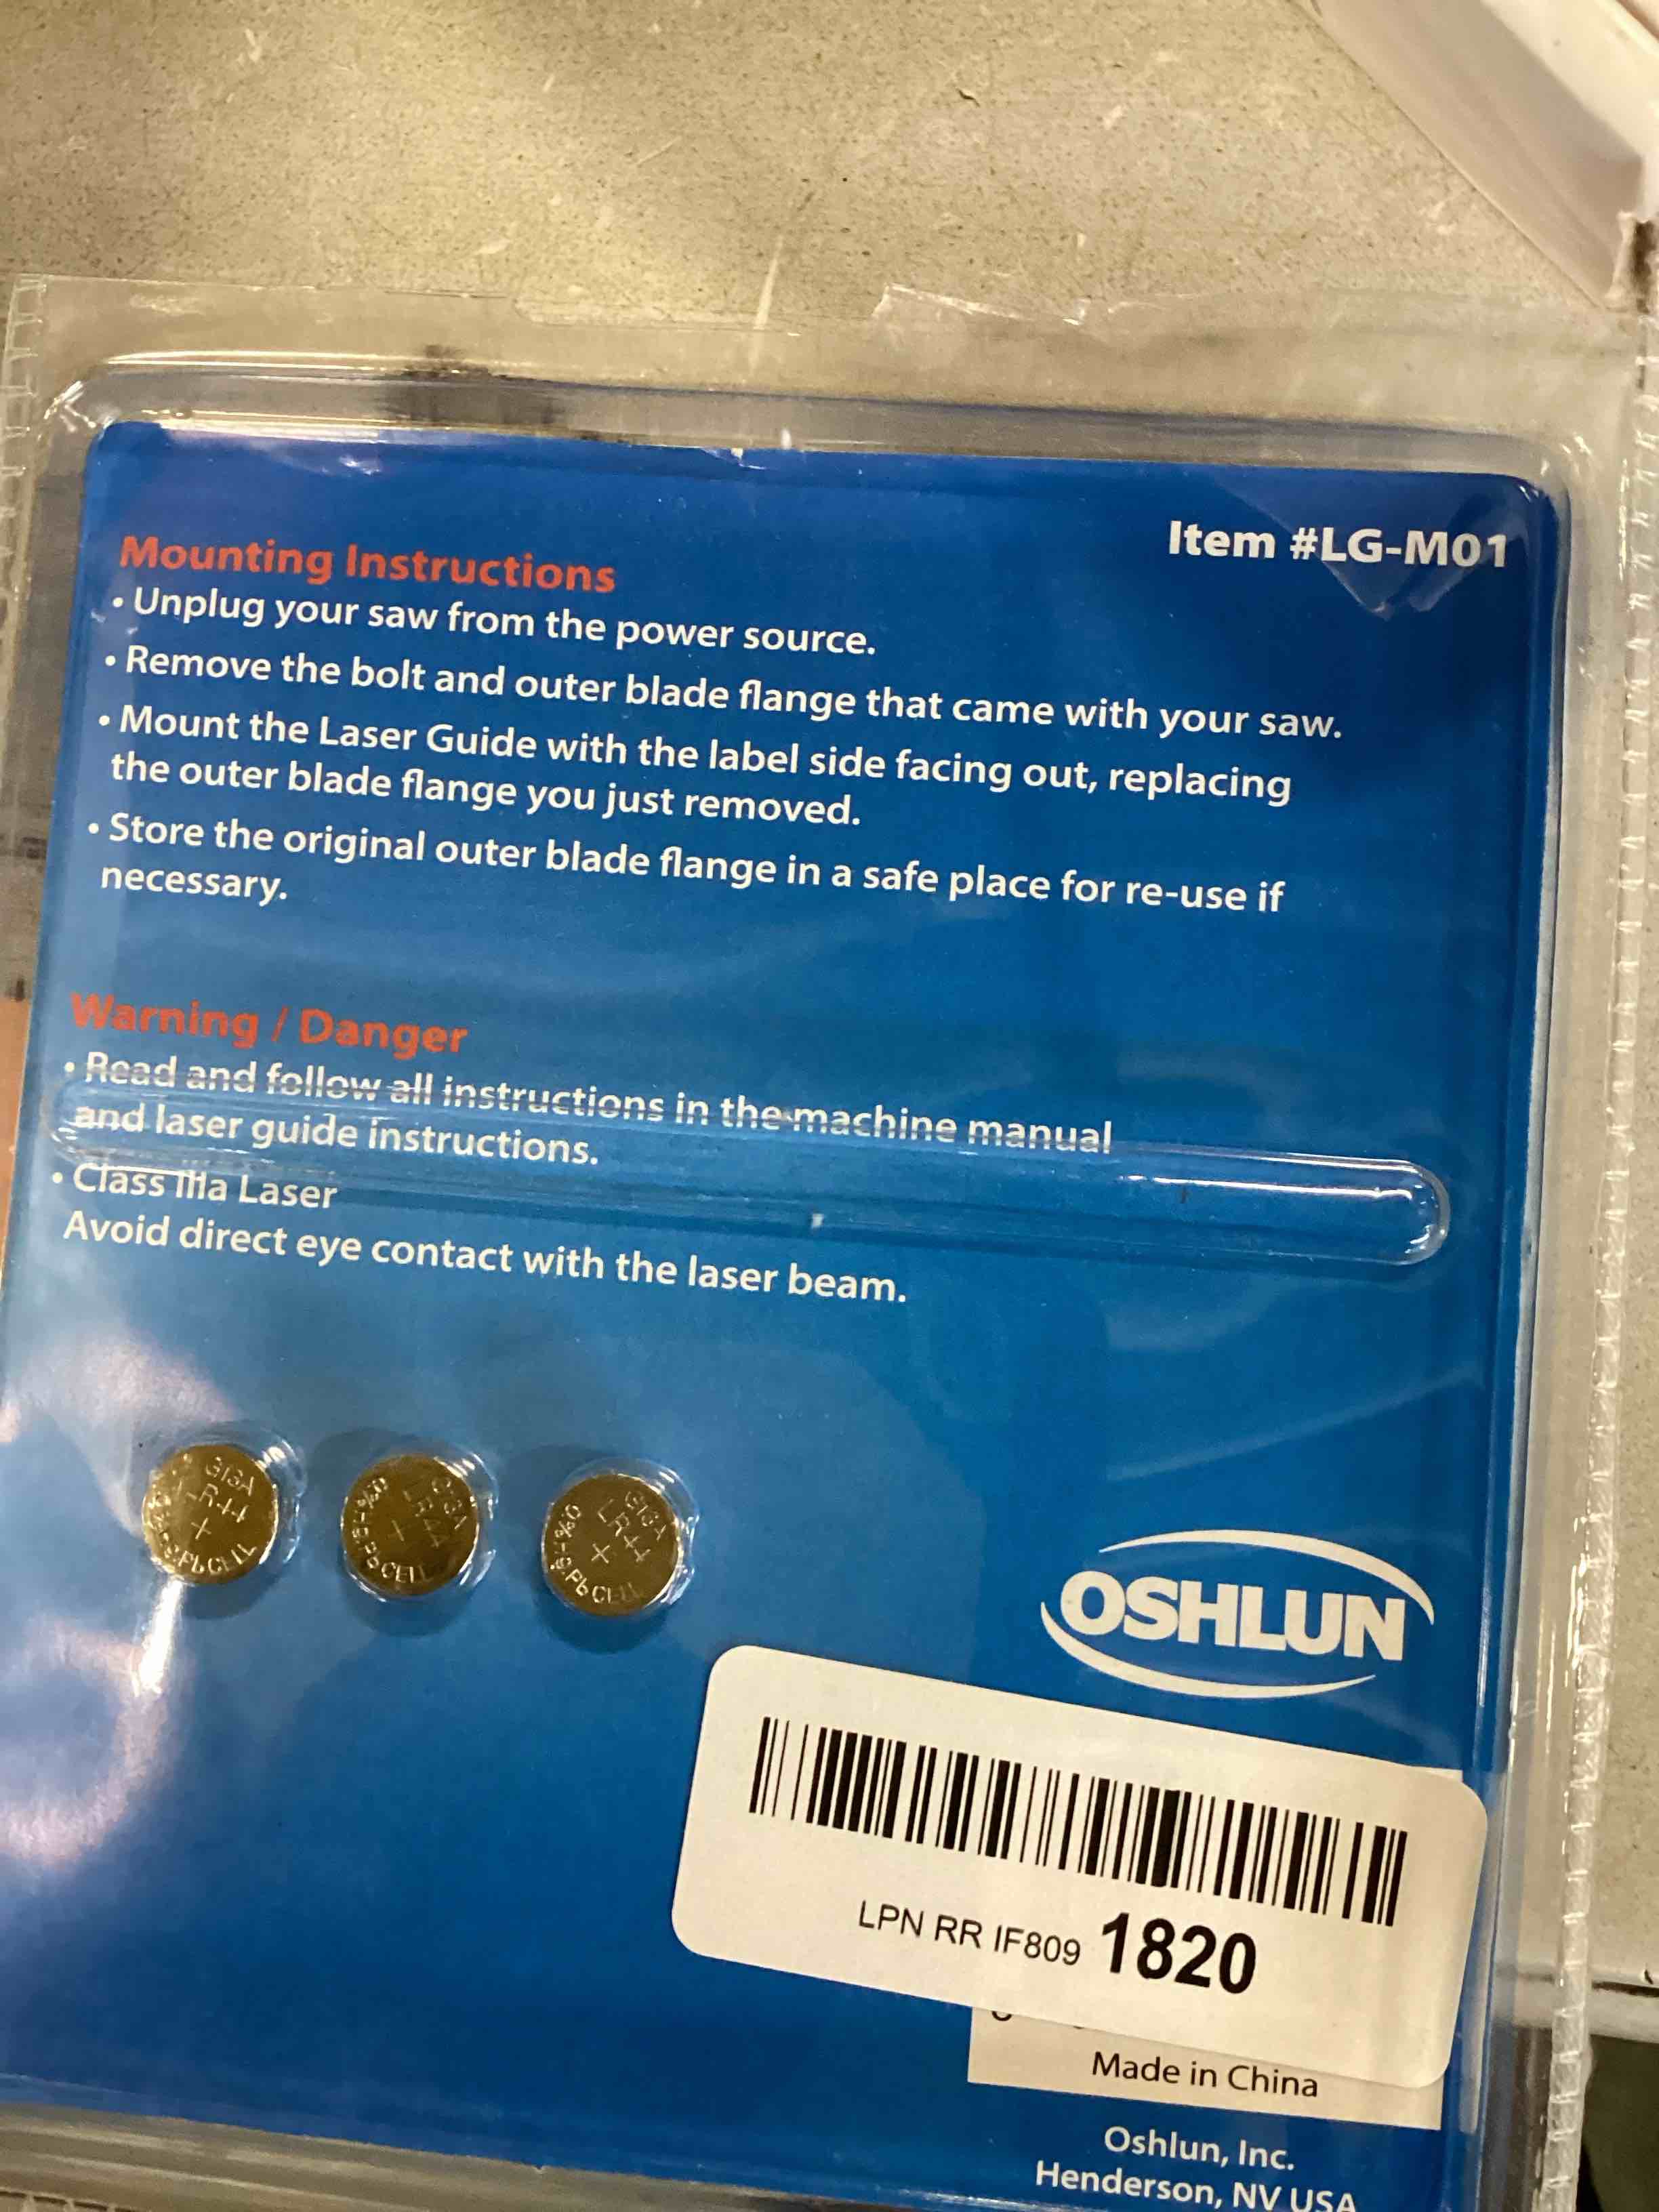 Item #LG-M01
Mounting Instructions
• Unplug your saw from the power source.
• Remove the bolt and outer blade flange that came with your saw.
• Mount the Laser Guide with the label side facing out, replacing
the outer blade flange you just removed.
• Store the original outer blade flange in a safe place for re-use if
necessary.
Warning / Danger
• Read and follow all instructions in the machine manual
and laser guide instructions.
• Class IIIa Laser
Avoid direct eye contact with the laser beam.
LR44
+
CELL
LR44
+
CELL
G13A
LR44
+
CELL
OSHLUN
LPN RR IF809 1820
Made in China
Oshlun, Inc.
Henderson, NV USA